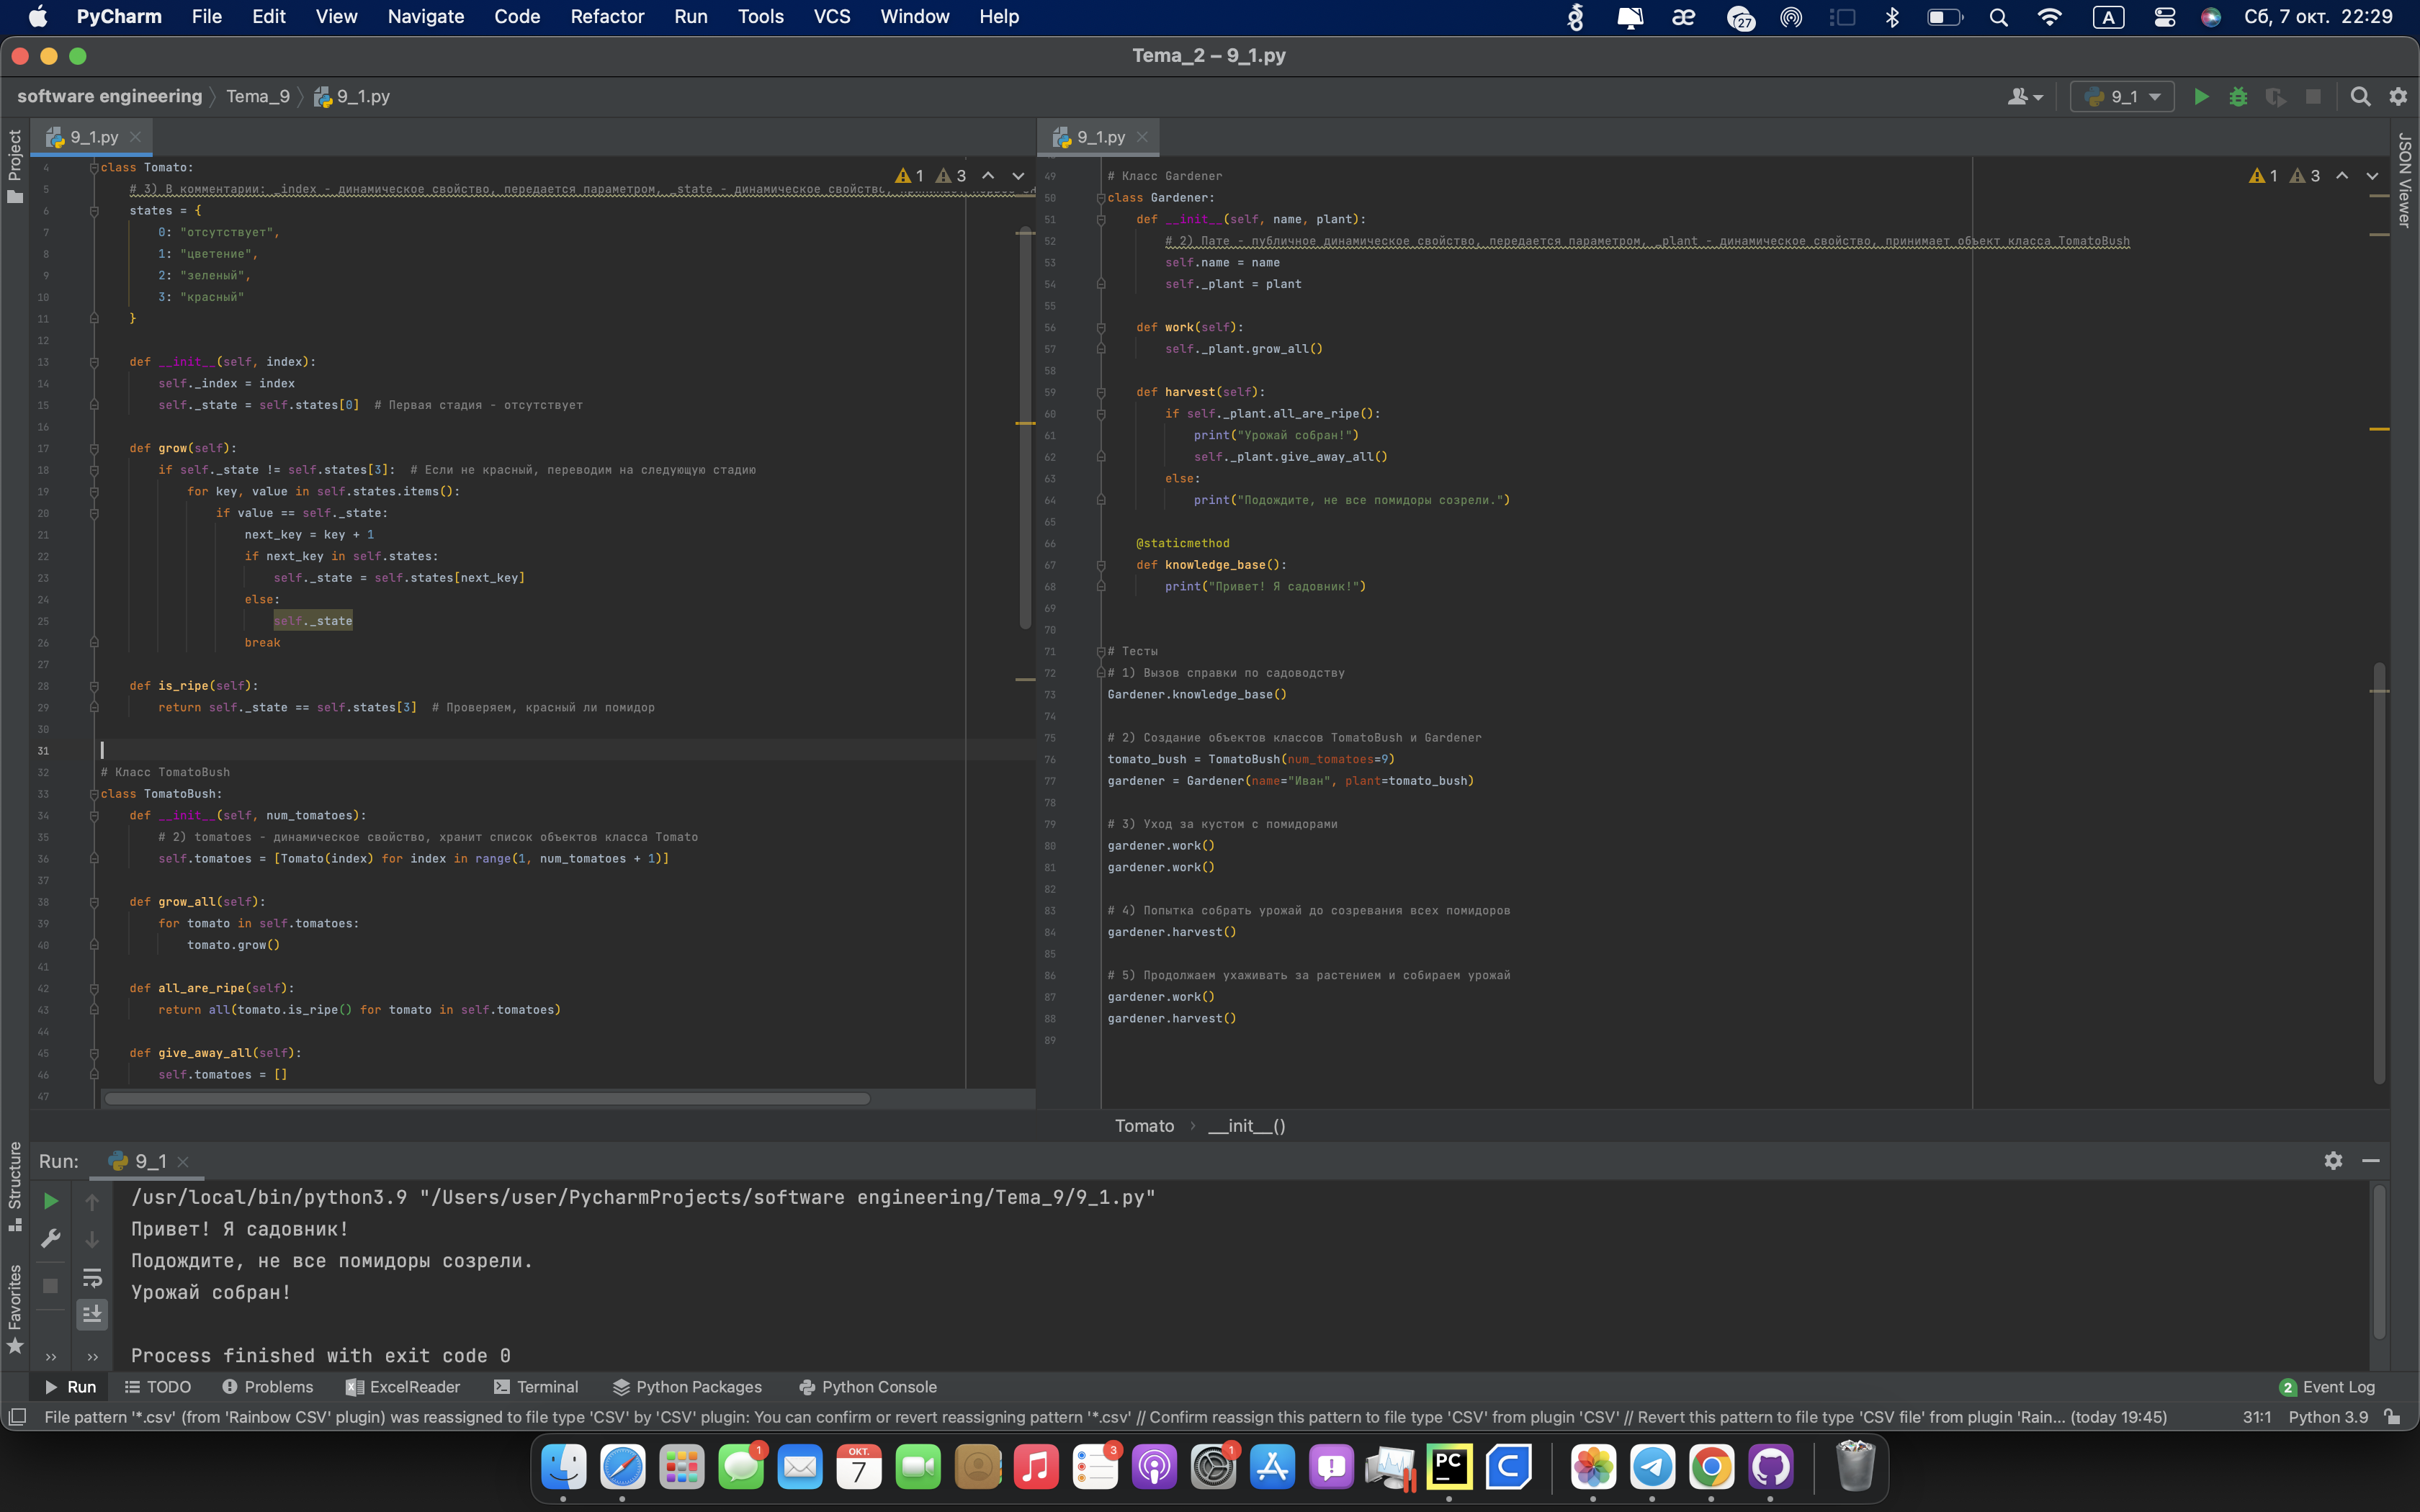 PyCharm File Edit View Navigate Code Refactor Run Tools VCS Window Help 27 A Сб, 7 окт. 22:29
Tema_2 – 9_1.py
software engineering Tema_9 9_1.py 9_1
Project
9_1.py
1 3
4 class Tomato:
5 # 3) В комментарии: _index - динамическое свойство, передается параметром, _state - динамическое свойство,
6 states = {
7 0: "отсутствует",
8 1: "цветение",
9 2: "зеленый",
10 3: "красный"
11 }
12
13 def __init__(self, index):
14 self._index = index
15 self._state = self.states[0] # Первая стадия - отсутствует
16
17 def grow(self):
18 if self._state != self.states[3]: # Если не красный, переводим на следующую стадию
19 for key, value in self.states.items():
20 if value == self._state:
21 next_key = key + 1
22 if next_key in self.states:
23 self._state = self.states[next_key]
24 else:
25 self._state
26 break
27
28 def is_ripe(self):
29 return self._state == self.states[3] # Проверяем, красный ли помидор
30
31
32 # Класс TomatoBush
33 class TomatoBush:
34 def __init__(self, num_tomatoes):
35 # 2) tomatoes - динамическое свойство, хранит список объектов класса Tomato
36 self.tomatoes = [Tomato(index) for index in range(1, num_tomatoes + 1)]
37
38 def grow_all(self):
39 for tomato in self.tomatoes:
40 tomato.grow()
41
42 def all_are_ripe(self):
43 return all(tomato.is_ripe() for tomato in self.tomatoes)
44
45 def give_away_all(self):
46 self.tomatoes = []
47
9_1.py
1 3
49 # Класс Gardener
50 class Gardener:
51 def __init__(self, name, plant):
52 # 2) Пате - публичное динамическое свойство, передается параметром, _plant - динамическое свойство, принимает объект класса TomatoBush
53 self.name = name
54 self._plant = plant
55
56 def work(self):
57 self._plant.grow_all()
58
59 def harvest(self):
60 if self._plant.all_are_ripe():
61 print("Урожай собран!")
62 self._plant.give_away_all()
63 else:
64 print("Подождите, не все помидоры созрели.")
65
66 @staticmethod
67 def knowledge_base():
68 print("Привет! Я садовник!")
69
70
71 # Тесты
72 # 1) Вызов справки по садоводству
73 Gardener.knowledge_base()
74
75 # 2) Создание объектов классов TomatoBush и Gardener
76 tomato_bush = TomatoBush(num_tomatoes=9)
77 gardener = Gardener(name="Иван", plant=tomato_bush)
78
79 # 3) Уход за кустом с помидорами
80 gardener.work()
81 gardener.work()
82
83 # 4) Попытка собрать урожай до созревания всех помидоров
84 gardener.harvest()
85
86 # 5) Продолжаем ухаживать за растением и собираем урожай
87 gardener.work()
88 gardener.harvest()
89
JSON Viewer
Tomato __init__()
Structure
Favorites
Run: 9_1
/usr/local/bin/python3.9 "/Users/user/PycharmProjects/software engineering/Tema_9/9_1.py"
Привет! Я садовник!
Подождите, не все помидоры созрели.
Урожай собран!
Process finished with exit code 0
Run TODO Problems ExcelReader Terminal Python Packages Python Console 2 Event Log
File pattern '*.csv' (from 'Rainbow CSV' plugin) was reassigned to file type 'CSV' by 'CSV' plugin: You can confirm or revert reassigning pattern '*.csv' // Confirm reassign this pattern to file type 'CSV' from plugin 'CSV' // Revert this pattern to file type 'CSV file' from plugin 'Rain... (today 19:45) 31:1 Python 3.9
1 ОКТ. 7 3 1 PC C